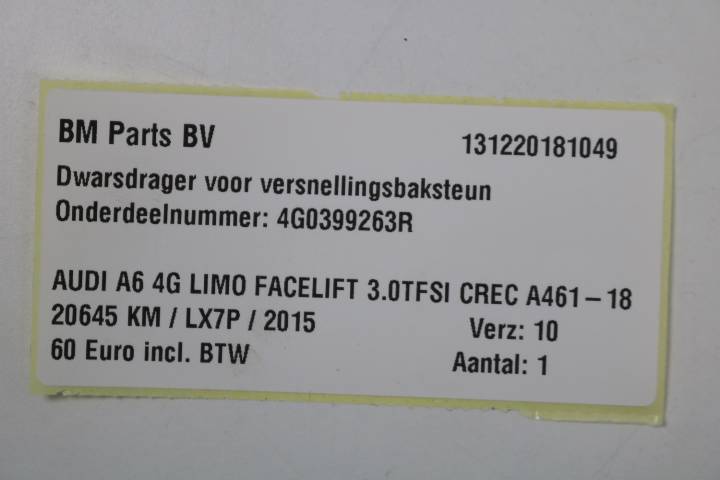 BM Parts BV 131220181049
Dwarsdrager voor versnellingsbaksteun
Onderdeelnummer: 4G0399263R
AUDI A6 4G LIMO FACELIFT 3.0TFSI CREC A461-18
20645 KM / LX7P / 2015 Verz: 10
60 Euro incl. BTW Aantal: 1